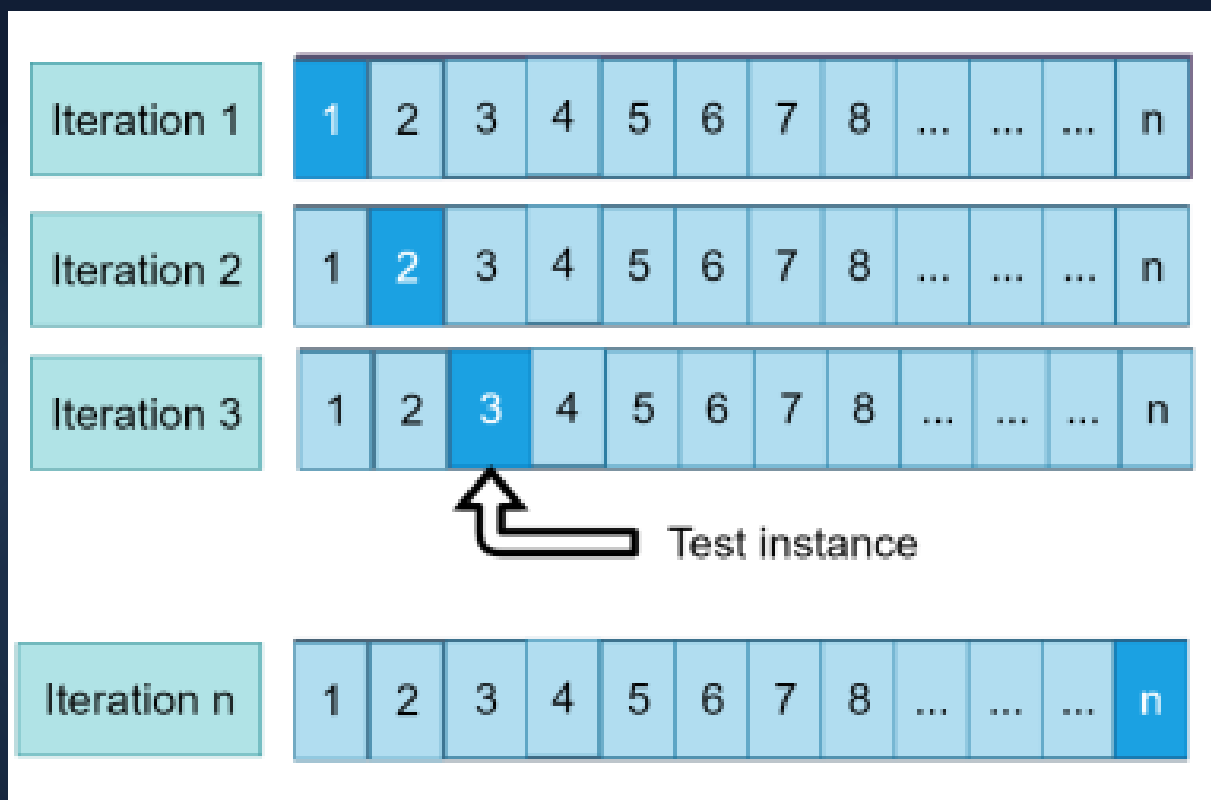 Iteration 1 1 2 3 4 5 6 7 8 ... ... ... n
Iteration 2 1 2 3 4 5 6 7 8 ... ... ... n
Iteration 3 1 2 3 4 5 6 7 8 ... ... ... n
Test instance
Iteration n 1 2 3 4 5 6 7 8 ... ... ... n